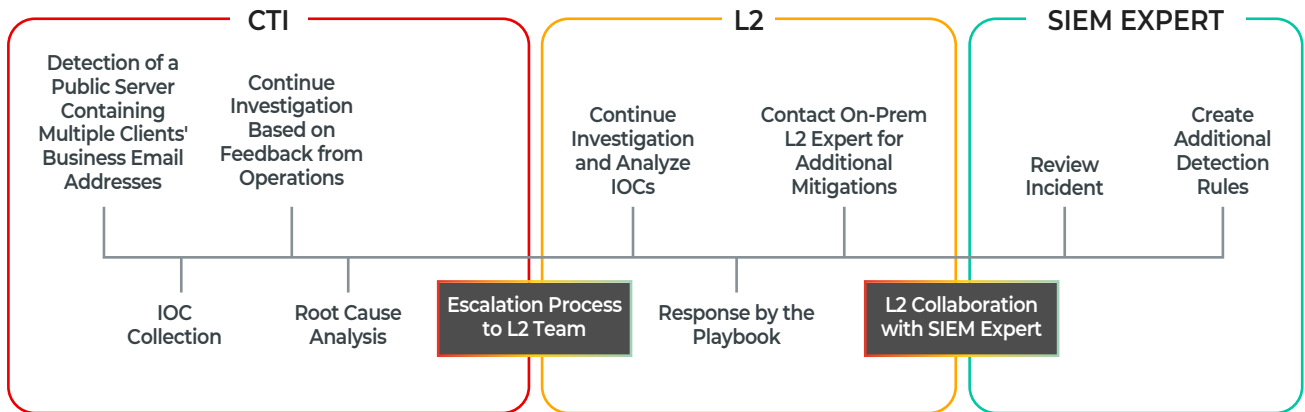 CTI
L2
SIEM EXPERT
Detection of a
Public Server
Containing
Multiple Clients'
Business Email
Addresses
Continue
Investigation
Based on
Feedback from
Operations
Continue
Investigation
and Analyze
IOCs
Contact On-Prem
L2 Expert for
Additional
Mitigations
Review
Incident
Create
Additional
Detection
Rules
IOC
Collection
Root Cause
Analysis
Escalation Process
to L2 Team
Response by the
Playbook
L2 Collaboration
with SIEM Expert